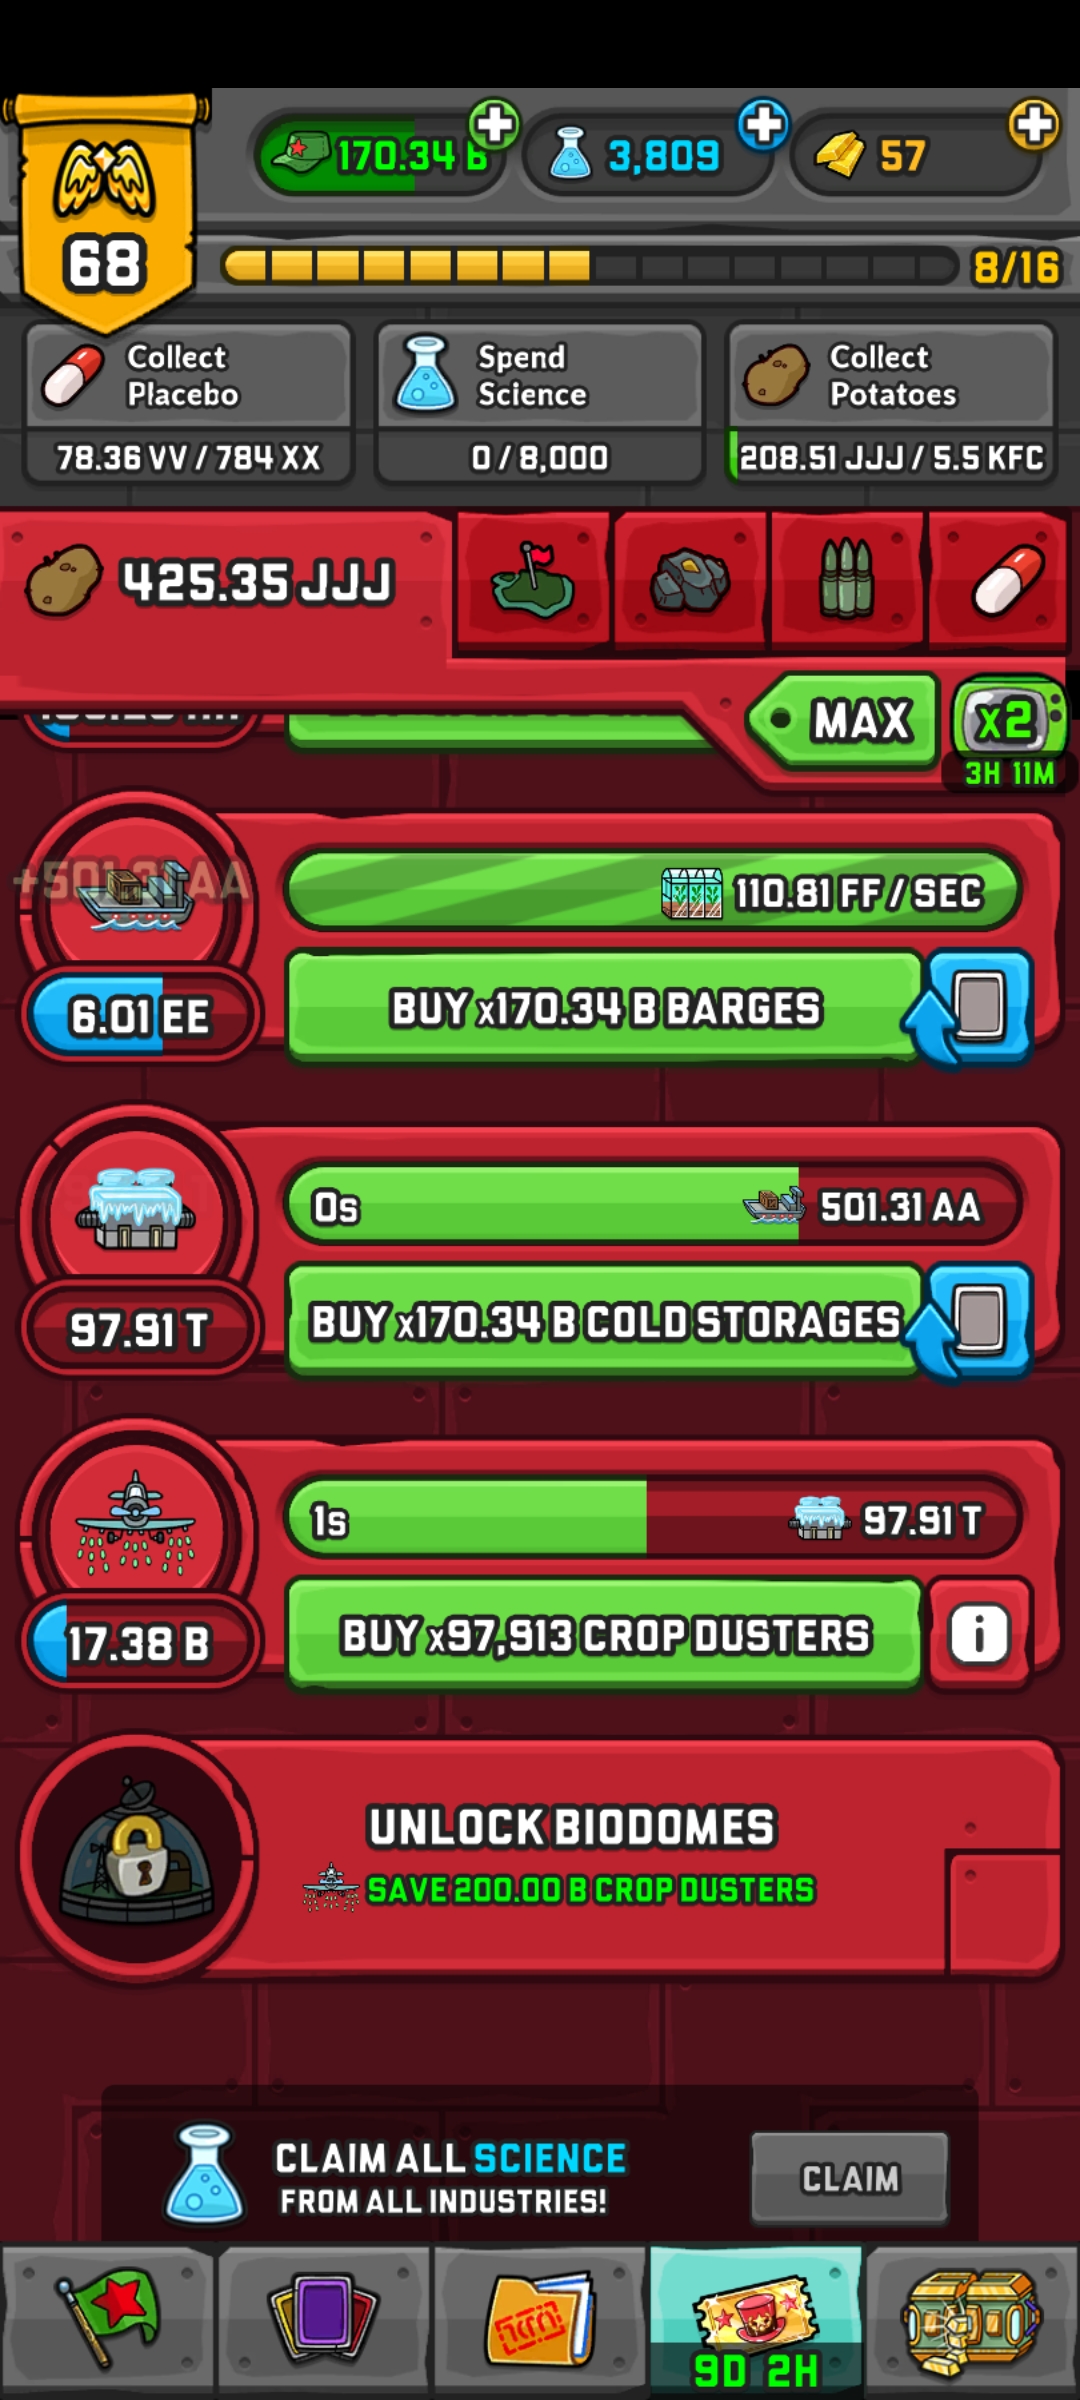 170.34 B
3,809
57
68
8/16
Collect
Placebo
78.36 VV / 784 XX
Spend
Science
0 / 8,000
Collect
Potatoes
208.51 JJJ / 5.5 KFC
425.35 JJJ
MAX
x2
3H 11M
+501.31 AA
110.81 FF / SEC
6.01 EE
BUY x170.34 B BARGES
0s
501.31 AA
97.91 T
BUY x170.34 B COLD STORAGES
1s
97.91 T
17.38 B
BUY x97,913 CROP DUSTERS
i
UNLOCK BIODOMES
SAVE 200.00 B CROP DUSTERS
CLAIM ALL SCIENCE
FROM ALL INDUSTRIES!
CLAIM
9D 2H